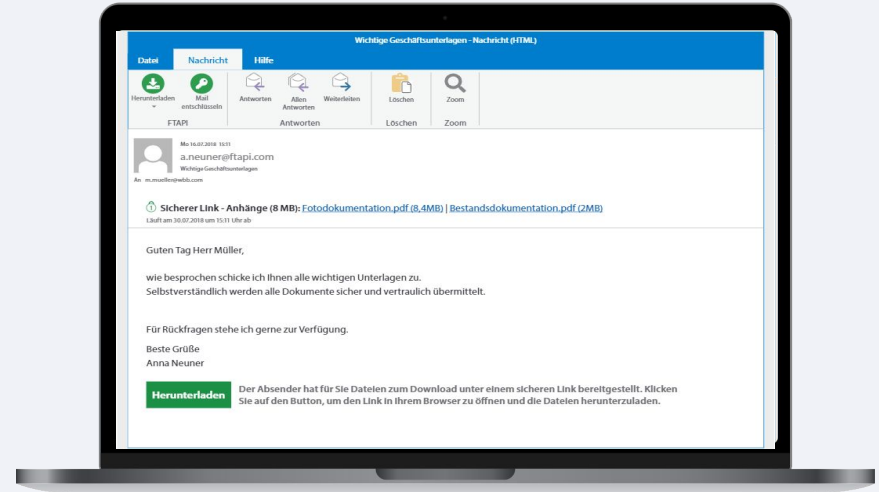 Wichtige Geschäftsunterlagen - Nachricht (HTML)
Datei Nachricht Hilfe
Herunterladen Mail entschlüsseln Antworten Allen Antworten Weiterleiten Löschen Zoom
FTAPI Antworten Löschen Zoom
Mo 16.07.2018 15:11
a.neuner@ftapi.com
Wichtige Geschäftsunterlagen
An m.mueller@wbb.com
Sicherer Link - Anhänge (8 MB): Fotodokumentation.pdf (8,4MB) | Bestandsdokumentation.pdf (2MB)
Läuft am 30.07.2018 um 15:11 Uhr ab
Guten Tag Herr Müller,
wie besprochen schicke ich Ihnen alle wichtigen Unterlagen zu.
Selbstverständlich werden alle Dokumente sicher und vertraulich übermittelt.
Für Rückfragen stehe ich gerne zur Verfügung.
Beste Grüße
Anna Neuner
Herunterladen
Der Absender hat für Sie Dateien zum Download unter einem sicheren Link bereitgestellt. Klicken
Sie auf den Button, um den Link in Ihrem Browser zu öffnen und die Dateien herunterzuladen.